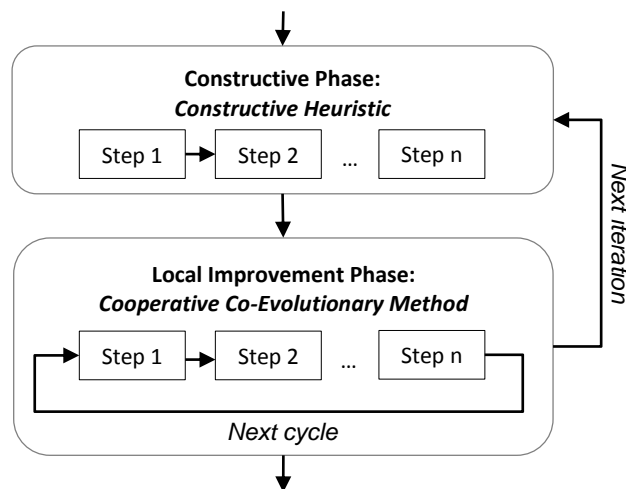 Constructive Phase:
Constructive Heuristic
Step 1 Step 2 ... Step n
Next iteration
Local Improvement Phase:
Cooperative Co-Evolutionary Method
Step 1 Step 2 ... Step n
Next cycle